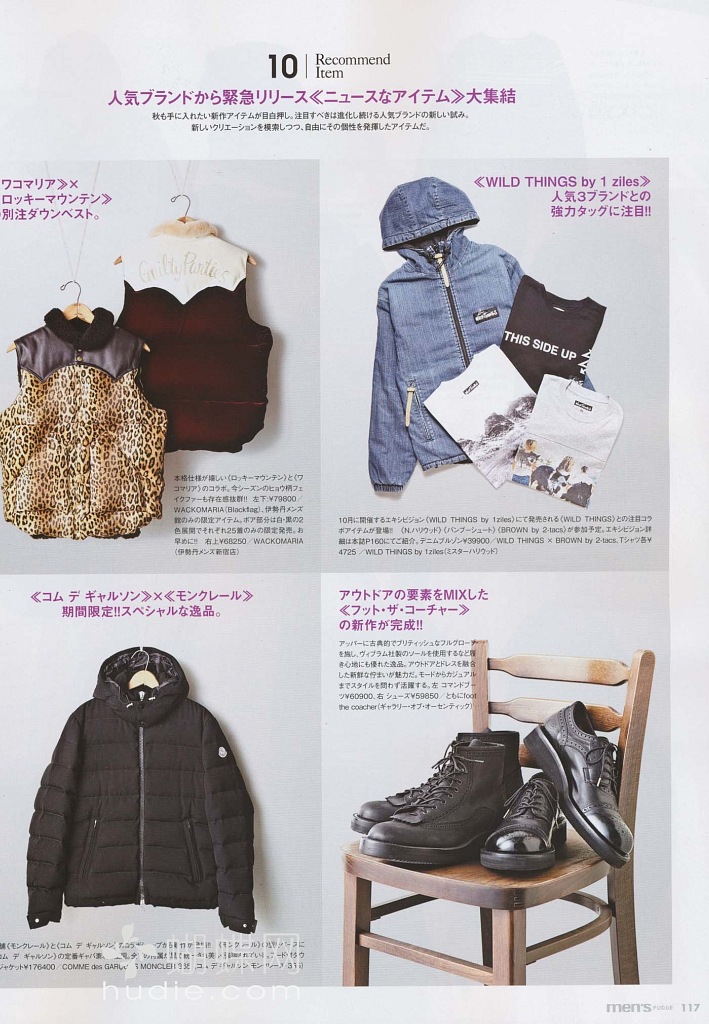 10 Recommend
Item
人気ブランドから緊急リリース≪ニュースなアイテム≫大集結
秋も手に入れたい新作アイテムが目白押し。注目すべきは進化し続ける人気ブランドの新しい試み。
新しいクリエーションを模索しつつ、自由にその個性を発揮したアイテムだ。
ワコマリア≫×
ロッキーマウンテン≫
別注ダウンベスト。
Guilty Parties
本格仕様が嬉しい〈ロッキーマウンテン〉と〈ワ
コマリア〉のコラボ。今シーズンのヒョウ柄フェ
イクファーも存在感抜群!! 左下:¥79800/
WACKOMARIA(Blackflag)、伊勢丹メンズ
館のみの限定アイテム。ボア部分は白・黒の2
色展開でそれぞれ25着のみの限定発売。お
早めに!! 右上¥68250/WACKOMARIA
(伊勢丹メンズ新宿店)
≪WILD THINGS by 1 ziles≫
人気3ブランドとの
強力タッグに注目!!
THIS SIDE UP
10月に開催するエキシビジョン《WILD THINGS by 1ziles》にて発売される《WILD THINGS》との注目コラ
ボアイテムが登場!! 《N.ハリウッド》《バンブーシュート》《BROWN by 2-tacs》が参加予定。エキシビジョン詳
細は本誌P160にてご紹介。デニムブルゾン¥39900/WILD THINGS × BROWN by 2-tacs、Tシャツ各¥
4725 /WILD THINGS by 1ziles(ミスターハリウッド)
≪コム デ ギャルソン≫×≪モンクレール≫
期間限定!!スペシャルな逸品。
《モンクレール》と《コム デ ギャルソン》
ム デ ギャルソン》の定番ギャバ素
ジャケット¥176400/COMME des GARÇONS MONCLER
アウトドアの要素をMIXした
≪フット・ザ・コーチャー≫
の新作が完成!!
アッパーに古典的でブリティッシュなフルブローグ
を施し、ヴィブラム社製のソールを使用するなど履
き心地にも優れた逸品。アウトドアとドレスを融合
した新鮮な佇まいが魅力だ。モードからカジュアル
までスタイルを問わず活躍する。左 コマンドブー
ツ¥60900、右 シューズ¥59850/ともにfoot
the coacher(ギャラリー・オブ・オーセンティック)
hudie.com
men's FUDGE 117